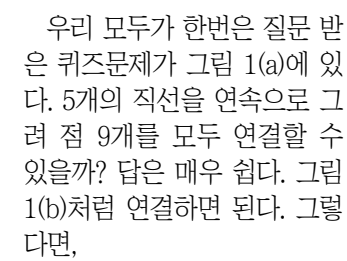 우리 모두가 한번은 질문 받
은 퀴즈문제가 그림 1(a)에 있
다. 5개의 직선을 연속으로 그
려 점 9개를 모두 연결할 수
있을까? 답은 매우 쉽다. 그림
1(b)처럼 연결하면 된다. 그렇
다면,